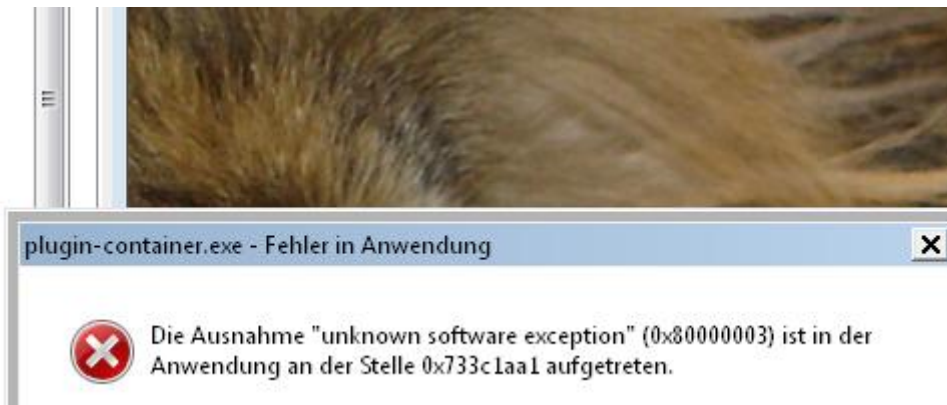 plugin-container.exe - Fehler in Anwendung
Die Ausnahme "unknown software exception" (0x80000003) ist in der
Anwendung an der Stelle 0x733c1aa1 aufgetreten.